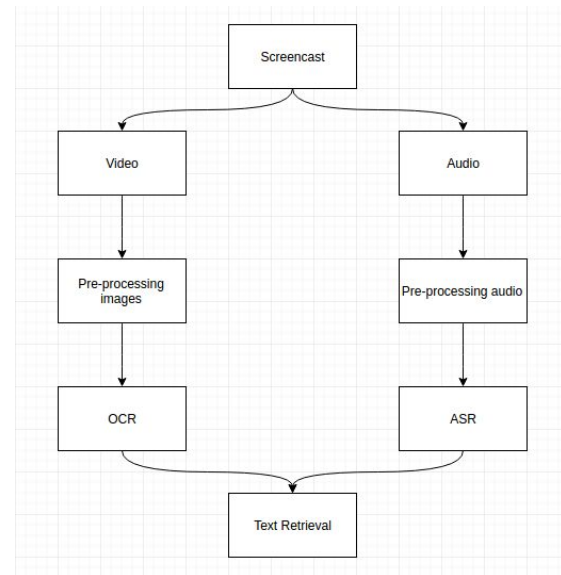 Screencast
Video
Audio
Pre-processing
images
Pre-processing audio
OCR
ASR
Text Retrieval